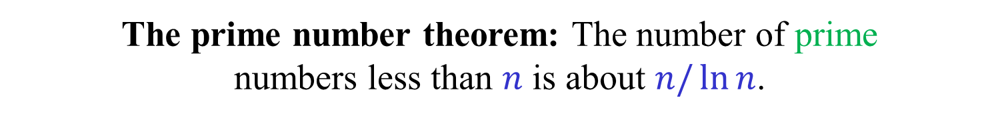 The prime number theorem: The number of prime
numbers less than n is about n/ ln n.